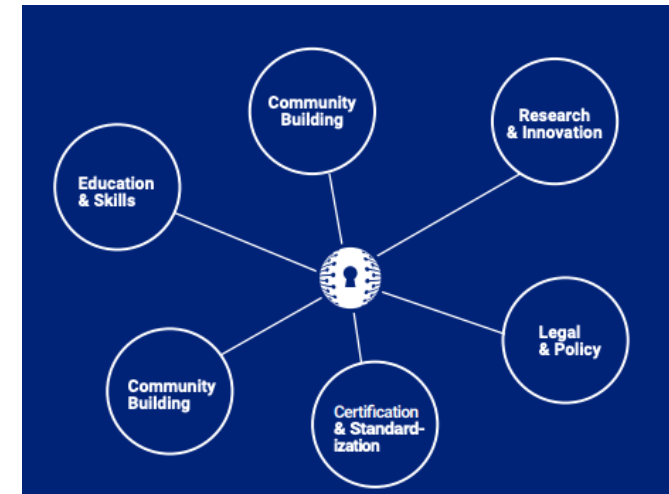 Community
Building
Research
& Innovation
Education
& Skills
Legal
& Policy
Community
Building
Certification
& Standard-
ization